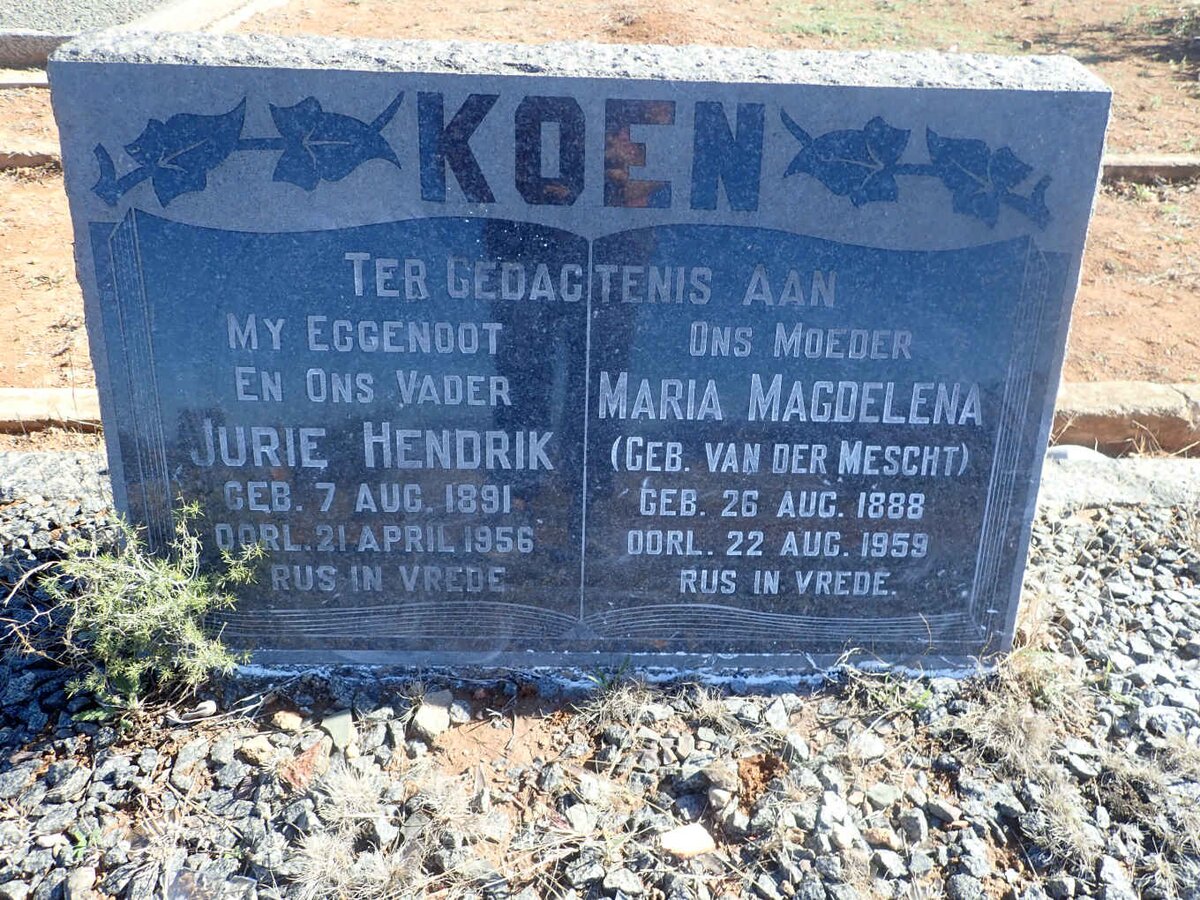 KOEN
TER GEDAGTENIS AAN
MY EGGENOOT
EN ONS VADER
JURIE HENDRIK
GEB. 7 AUG. 1891
OORL. 21 APRIL 1956
RUS IN VREDE
ONS MOEDER
MARIA MAGDELENA
(GEB. VAN DER MESCHT)
GEB. 26 AUG. 1888
OORL. 22 AUG. 1959
RUS IN VREDE.